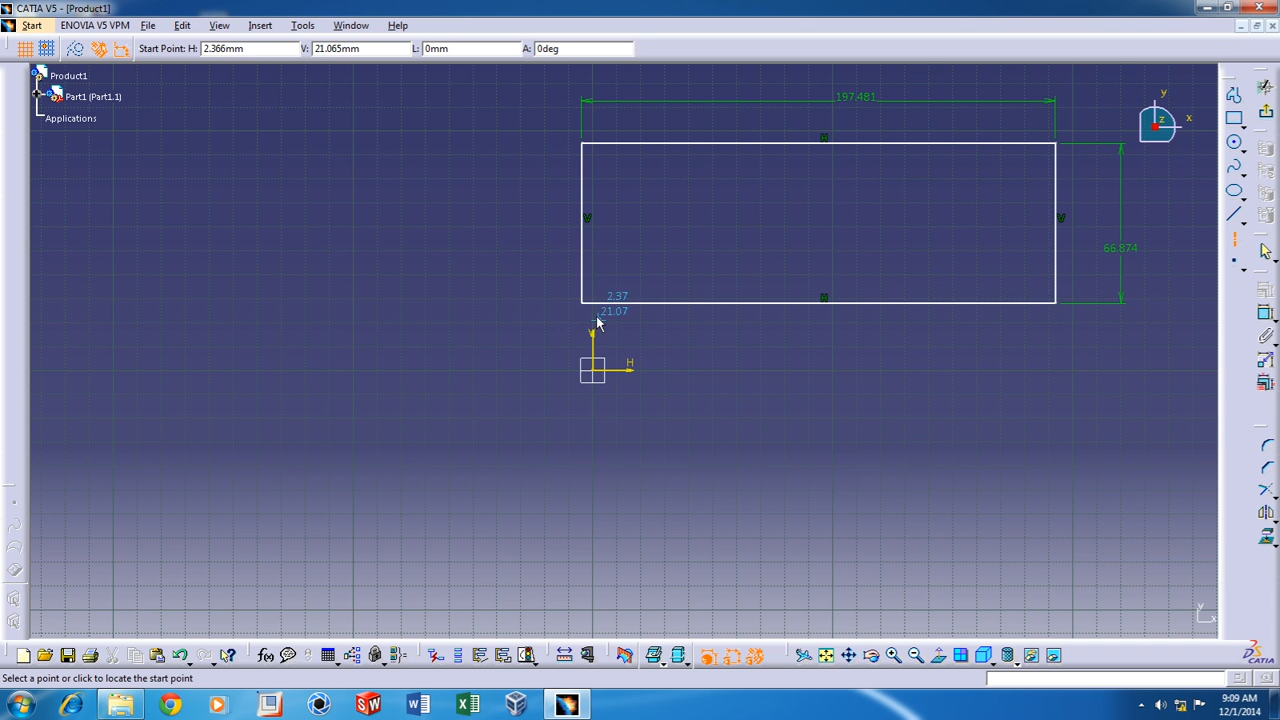 CATIA V5 - [Product1]
Start ENOVIA V5 VPM File Edit View Insert Tools Window Help
Start Point: H: 2.366mm V: 21.065mm L: 0mm A: 0deg
Product1
Part1 (Part1.1)
Applications
197.481
y
z
x
H
V
V
66.874
H
2.37
21.07
V
H
y
x
f(x)
Select a point or click to locate the start point
9:09 AM
12/1/2014